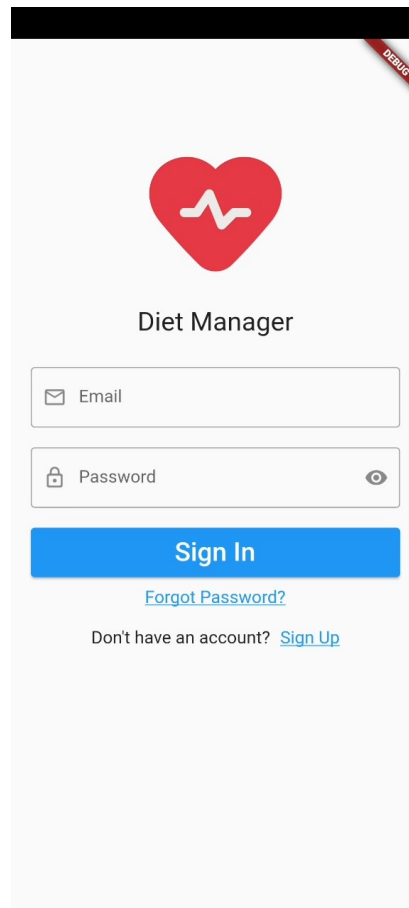 DEBUG
Diet Manager
Email
Password
Sign In
Forgot Password?
Don't have an account? Sign Up